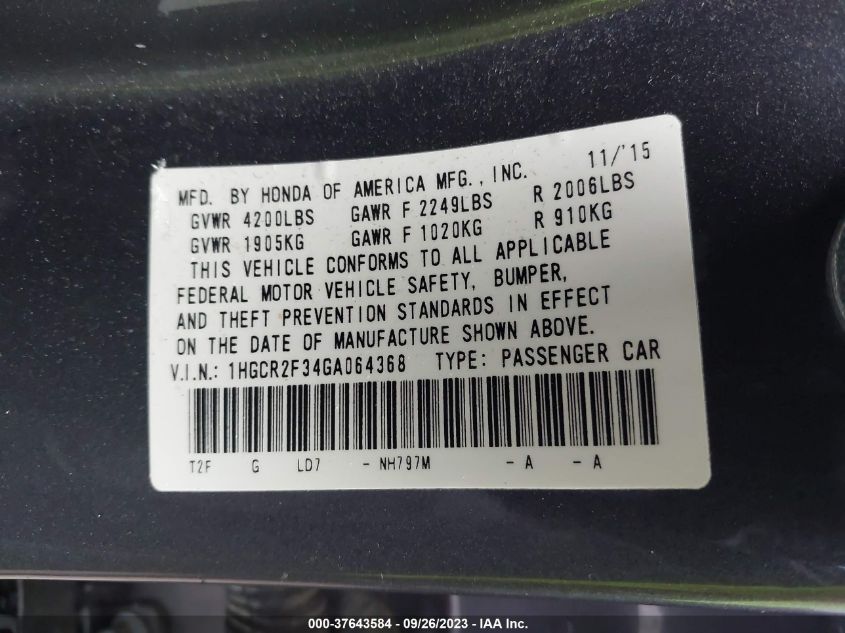 MFD. BY HONDA OF AMERICA MFG., INC. 11/'15
GVWR 4200LBS GAWR F 2249LBS R 2006LBS
GVWR 1905KG GAWR F 1020KG R 910KG
THIS VEHICLE CONFORMS TO ALL APPLICABLE
FEDERAL MOTOR VEHICLE SAFETY, BUMPER,
AND THEFT PREVENTION STANDARDS IN EFFECT
ON THE DATE OF MANUFACTURE SHOWN ABOVE.
V.I.N.: 1HGCR2F34GA064368 TYPE: PASSENGER CAR
T2F G LD7 - NH797M - A - A
000-37643584 / 09/26/2023 / IAA Inc.